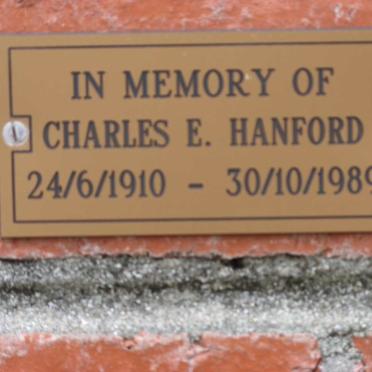 IN MEMORY OF
CHARLES E. HANFORD
24/6/1910 - 30/10/1989